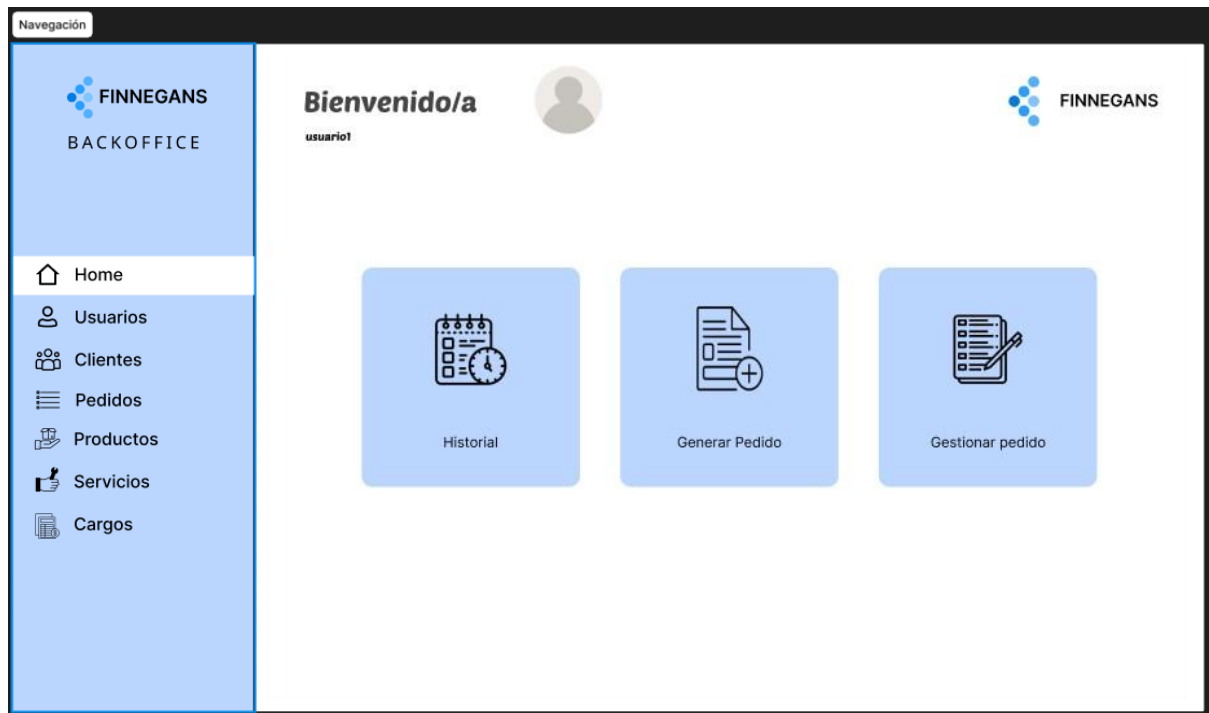 Navegación
FINNEGANS
BACKOFFICE
Home
Usuarios
Clientes
Pedidos
Productos
Servicios
Cargos
Bienvenido/a
usuario1
FINNEGANS
Historial
Generar Pedido
Gestionar pedido